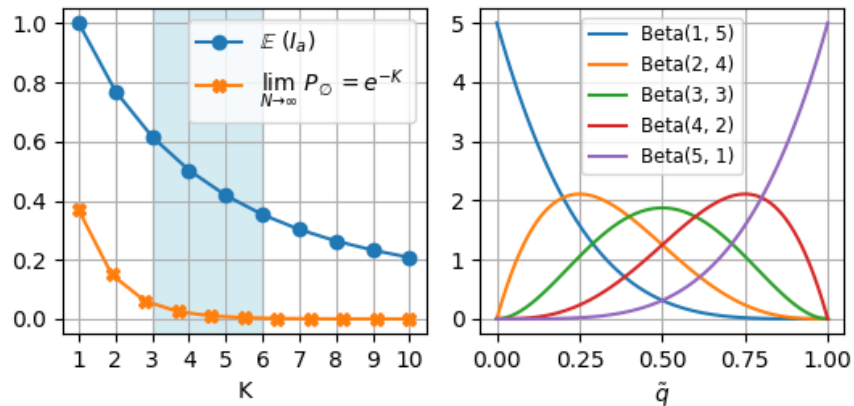 1.0
0.8
0.6
0.4
0.2
0.0
𝔼 (I_a)
lim P_∅ = e^{-K}
N→∞
1 2 3 4 5 6 7 8 9 10
K
5
4
3
2
1
0
Beta(1, 5)
Beta(2, 4)
Beta(3, 3)
Beta(4, 2)
Beta(5, 1)
0.00 0.25 0.50 0.75 1.00
q̃